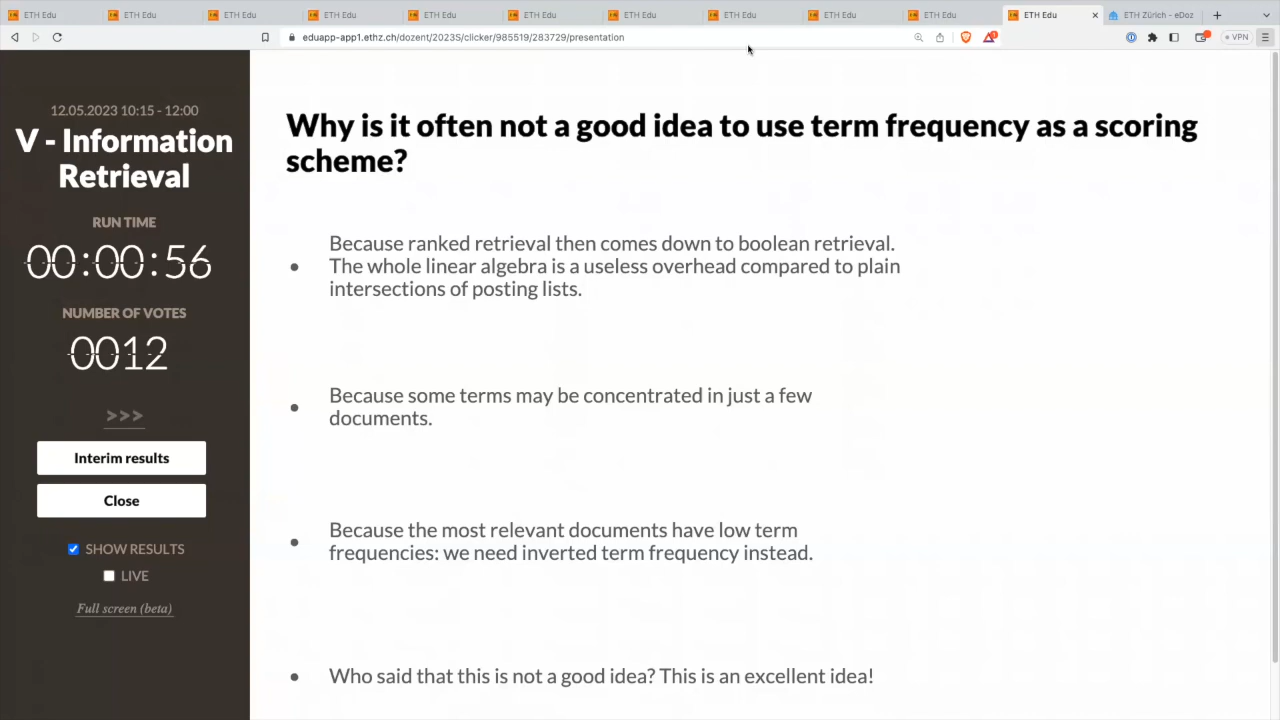 ETH Edu
ETH Edu
ETH Edu
ETH Edu
ETH Edu
ETH Edu
ETH Edu
ETH Edu
ETH Edu
ETH Edu
ETH Edu
ETH Zürich - eDoz
eduapp-app1.ethz.ch/dozent/2023S/clicker/985519/283729/presentation
VPN
12.05.2023 10:15 - 12:00
V - Information
Retrieval
RUN TIME
00:00:56
NUMBER OF VOTES
0012
>>>
Interim results
Close
SHOW RESULTS
LIVE
Full screen (beta)
Why is it often not a good idea to use term frequency as a scoring
scheme?
Because ranked retrieval then comes down to boolean retrieval.
The whole linear algebra is a useless overhead compared to plain
intersections of posting lists.
Because some terms may be concentrated in just a few
documents.
Because the most relevant documents have low term
frequencies: we need inverted term frequency instead.
Who said that this is not a good idea? This is an excellent idea!